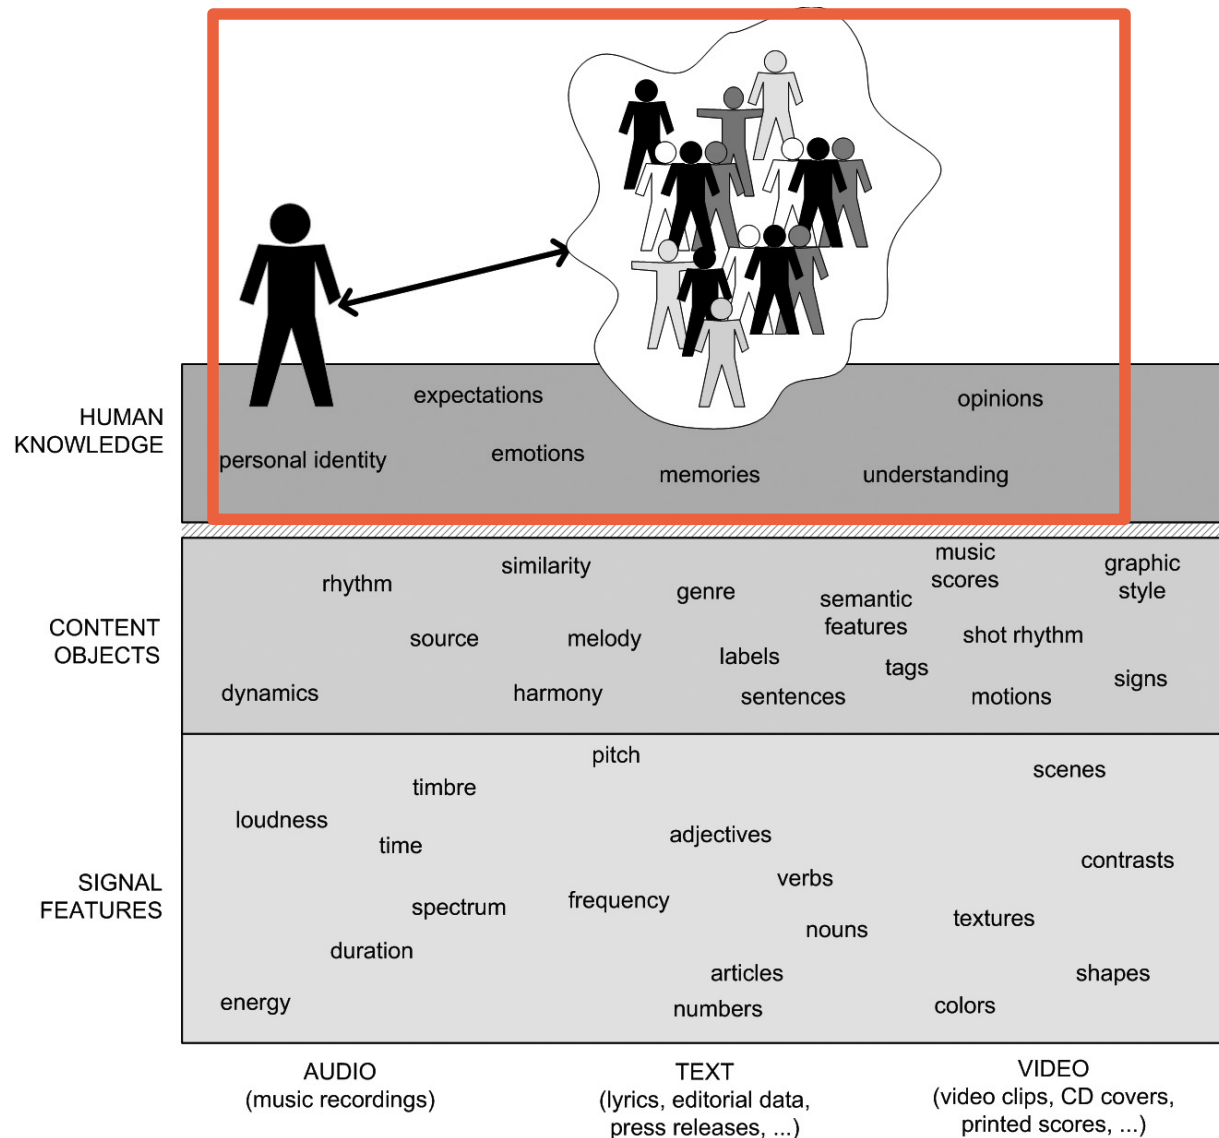 HUMAN
KNOWLEDGE
expectations
opinions
personal identity
emotions
memories
understanding
CONTENT
OBJECTS
rhythm
similarity
genre
music
scores
graphic
style
semantic
features
source
melody
shot rhythm
labels
tags
signs
dynamics
harmony
sentences
motions
SIGNAL
FEATURES
pitch
scenes
timbre
loudness
time
adjectives
contrasts
verbs
spectrum
frequency
nouns
textures
duration
articles
shapes
energy
numbers
colors
AUDIO
(music recordings)
TEXT
(lyrics, editorial data,
press releases, ...)
VIDEO
(video clips, CD covers,
printed scores, ...)